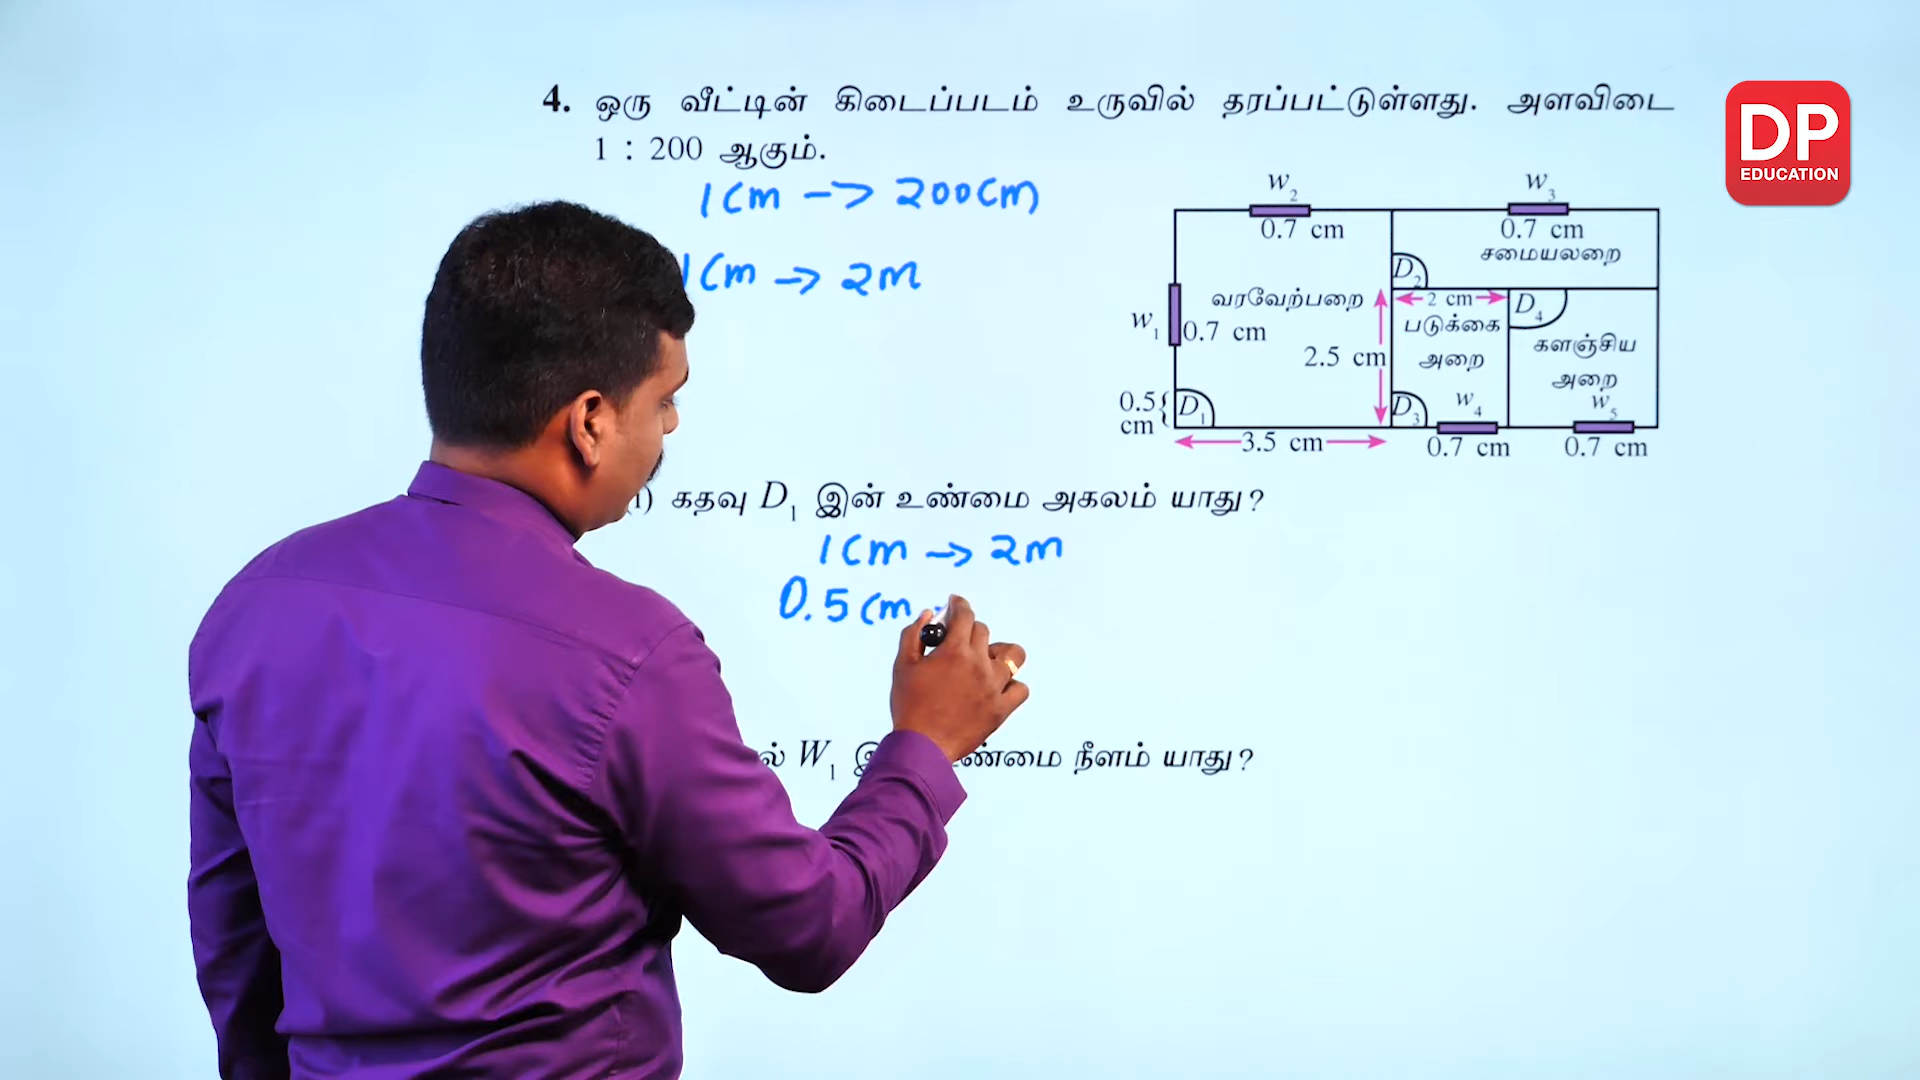 4. ஒரு வீட்டின் கிடைப்படம் உருவில் தரப்பட்டுள்ளது. அளவிடை
1 : 200 ஆகும்.
DP
EDUCATION
1cm -> 200cm
1cm -> 2m
w2
0.7 cm
w3
0.7 cm
சமையலறை
D2
வரவேற்பறை
2 cm
D4
w1
0.7 cm
படுக்கை
அறை
2.5 cm
களஞ்சிய
அறை
0.5
cm
D1
D3
w4
w5
3.5 cm
0.7 cm
0.7 cm
கதவு D1 இன் உண்மை அகலம் யாது?
1cm -> 2m
0.5cm
W1 உண்மை நீளம் யாது?